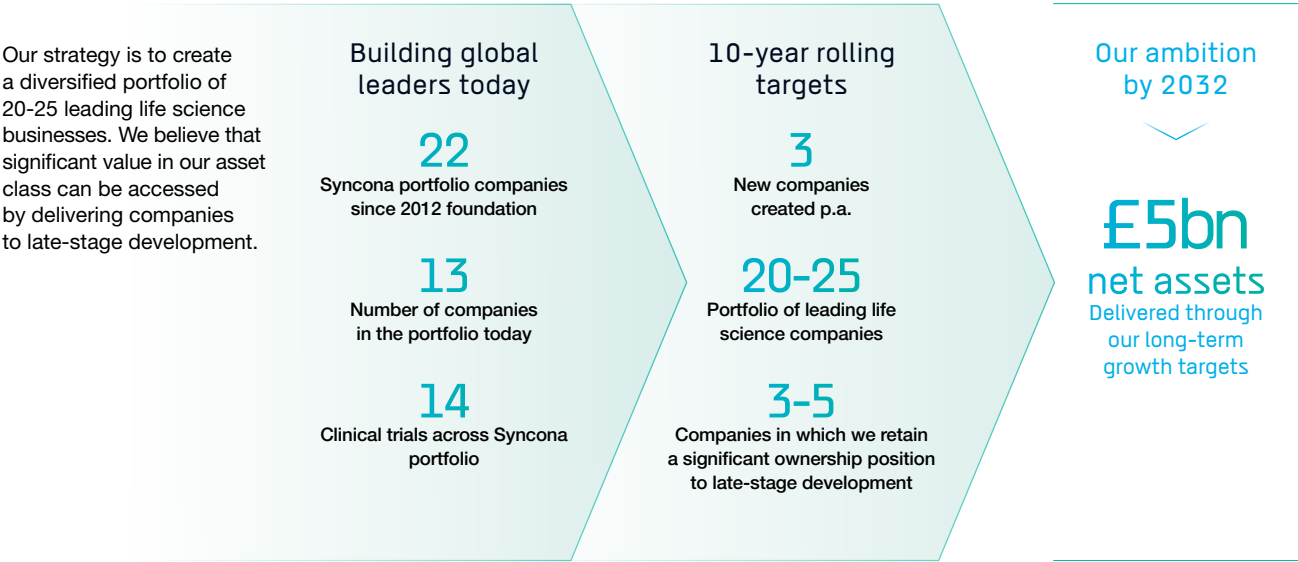 Our strategy is to create
a diversified portfolio of
20-25 leading life science
businesses. We believe that
significant value in our asset
class can be accessed
by delivering companies
to late-stage development.
Building global
leaders today
22
Syncona portfolio companies
since 2012 foundation
13
Number of companies
in the portfolio today
14
Clinical trials across Syncona
portfolio
10-year rolling
targets
3
New companies
created p.a.
20-25
Portfolio of leading life
science companies
3-5
Companies in which we retain
a significant ownership position
to late-stage development
Our ambition
by 2032
£5bn
net assets
Delivered through
our long-term
growth targets